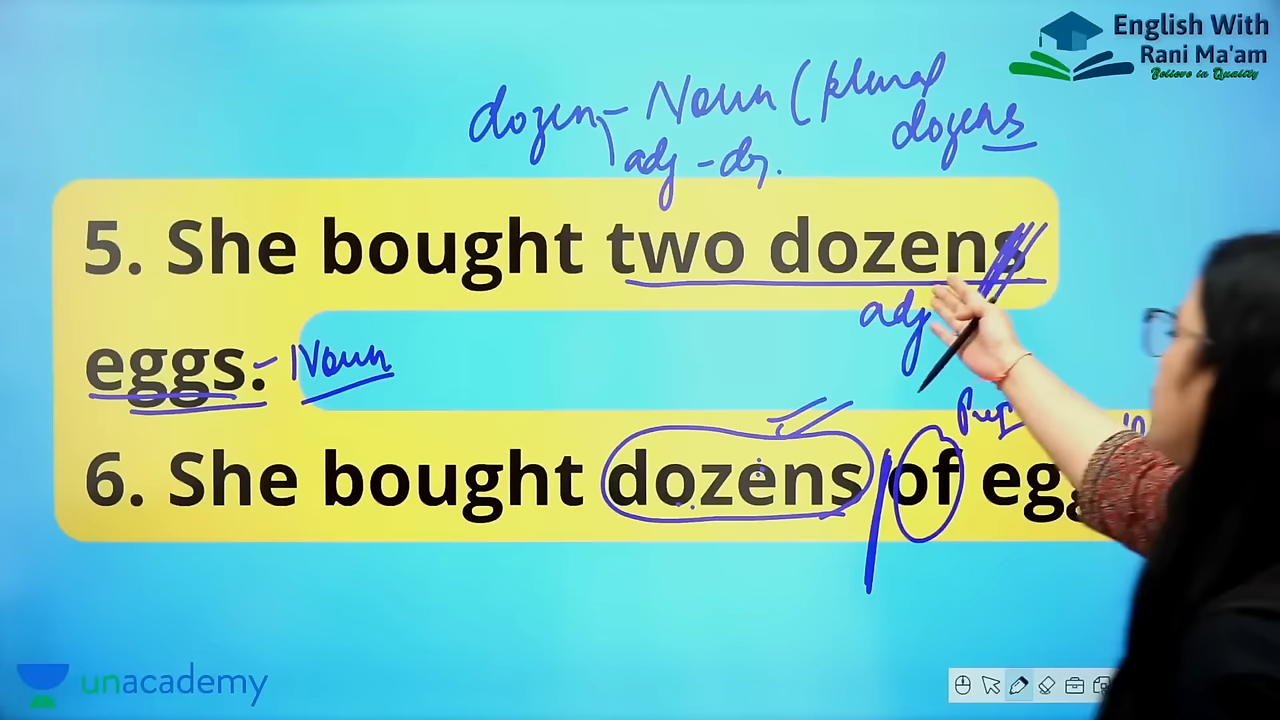 English With
Rani Ma'am
Believe in Quality
dozen - Noun (plural
dozens
adj - dz.
5. She bought two dozens
adj
eggs. - Noun
Prep
6. She bought dozens of eg
unacademy